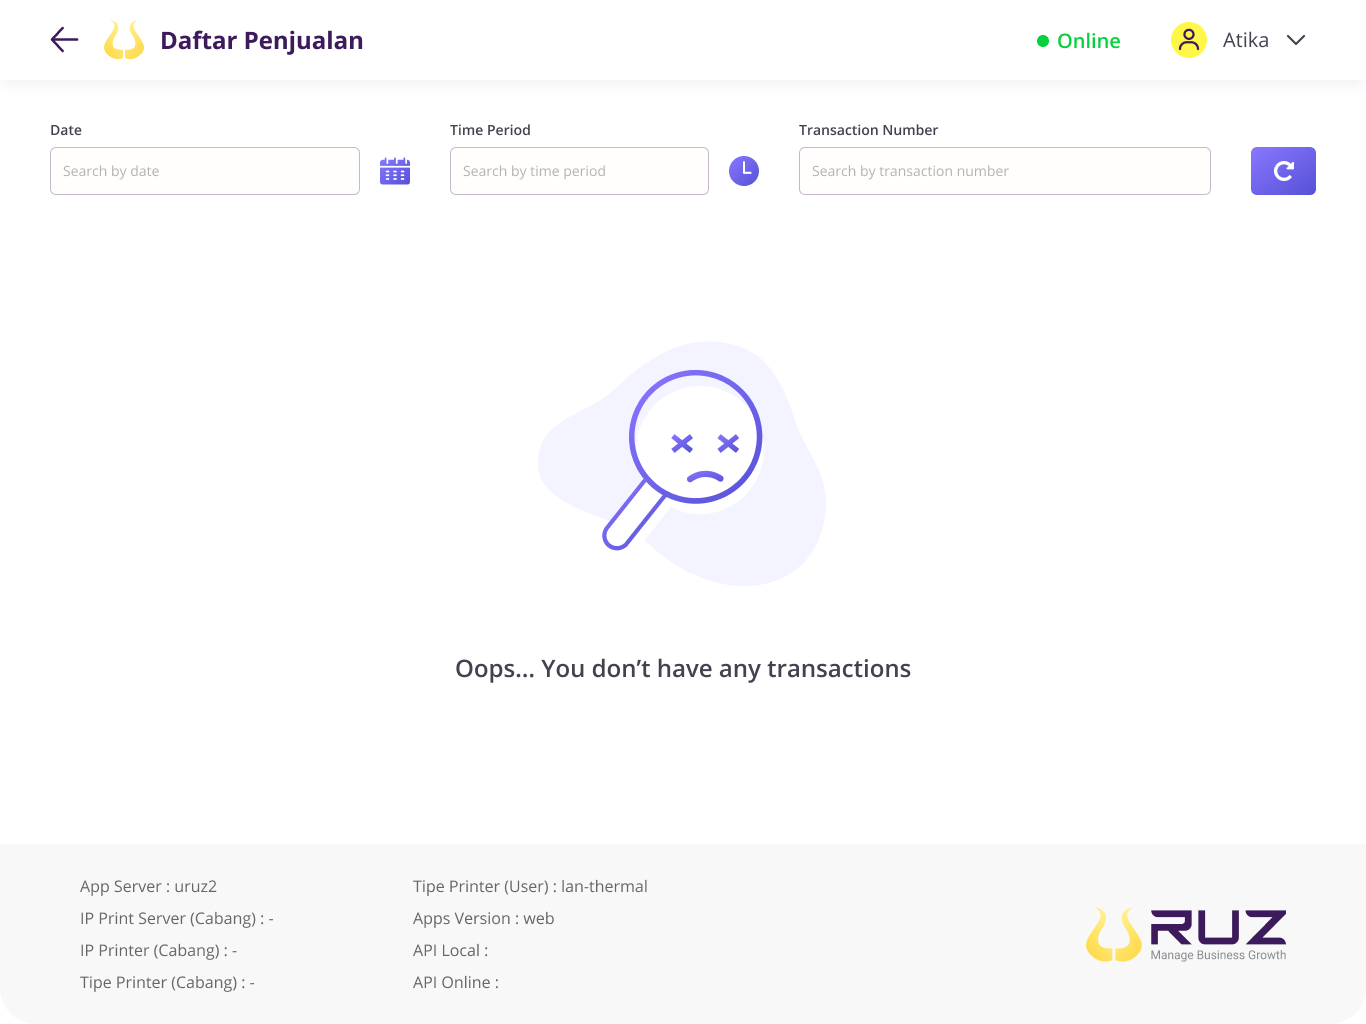 Daftar Penjualan
Online
Atika
Date
Time Period
Transaction Number
Search by date
Search by time period
Search by transaction number
Oops... You don’t have any transactions
App Server : uruz2
IP Print Server (Cabang) : -
IP Printer (Cabang) : -
Tipe Printer (Cabang) : -
Tipe Printer (User) : lan-thermal
Apps Version : web
API Local :
API Online :
RUZ
Manage Business Growth